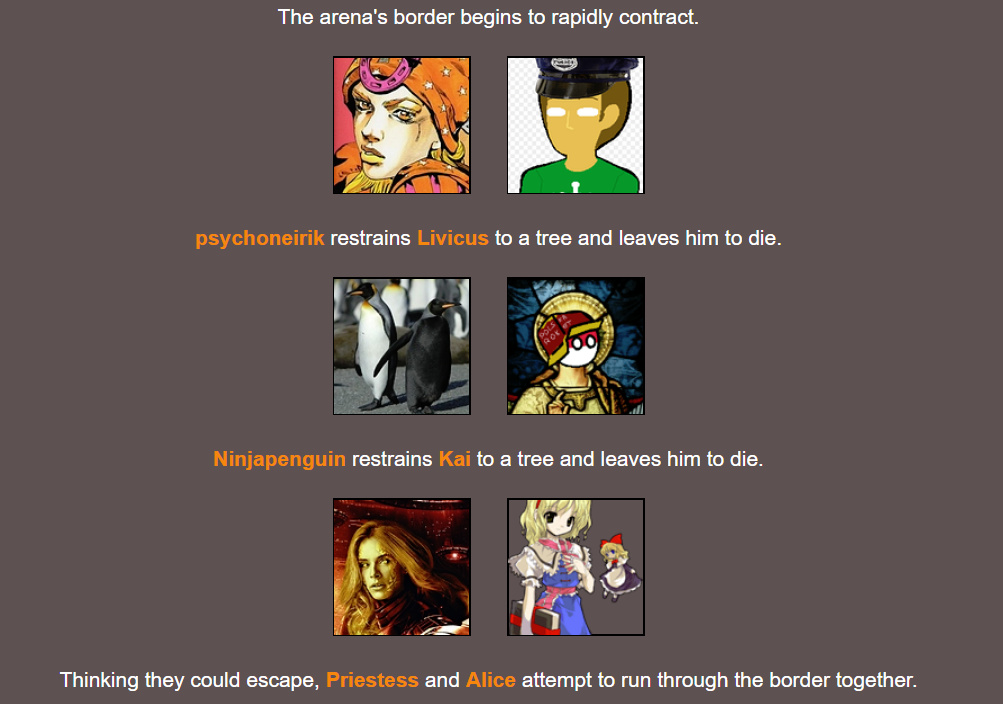 The arena's border begins to rapidly contract.
POLICE
psychoneirik restrains Livicus to a tree and leaves him to die.
Ninjapenguin restrains Kai to a tree and leaves him to die.
Thinking they could escape, Priestess and Alice attempt to run through the border together.